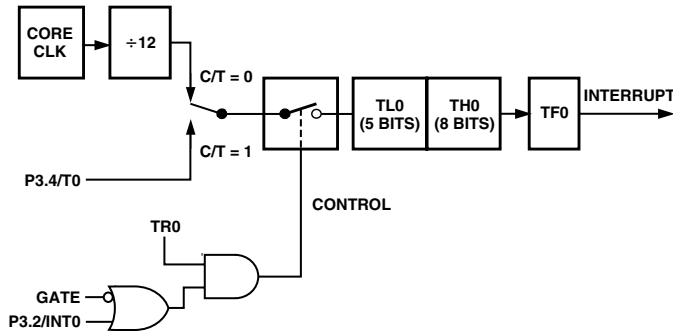 CORE
CLK
÷12
C/T = 0
C/T = 1
P3.4/T0
TL0
(5 BITS)
TH0
(8 BITS)
TF0
INTERRUPT
CONTROL
TR0
GATE
P3.2/INT0